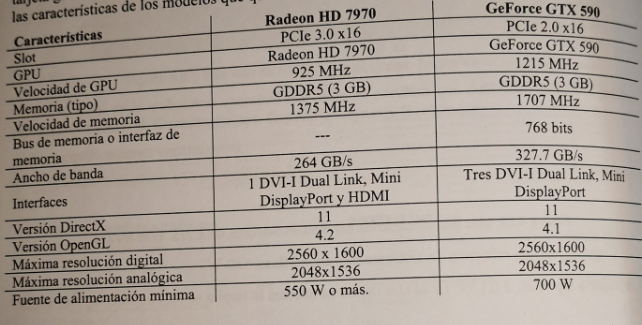 las características de los modelos que
Características Radeon HD 7970 GeForce GTX 590
Slot PCIe 3.0 x16 PCIe 2.0 x16
GPU Radeon HD 7970 GeForce GTX 590
Velocidad de GPU 925 MHz 1215 MHz
Memoria (tipo) GDDR5 (3 GB) GDDR5 (3 GB)
Velocidad de memoria 1375 MHz 1707 MHz
Bus de memoria o interfaz de
memoria --- 768 bits
Ancho de banda 264 GB/s 327.7 GB/s
Interfaces 1 DVI-I Dual Link, Mini Tres DVI-I Dual Link, Mini
DisplayPort y HDMI DisplayPort
Versión DirectX 11 11
Versión OpenGL 4.2 4.1
Máxima resolución digital 2560 x 1600 2560x1600
Máxima resolución analógica 2048x1536 2048x1536
Fuente de alimentación mínima 550 W o más. 700 W